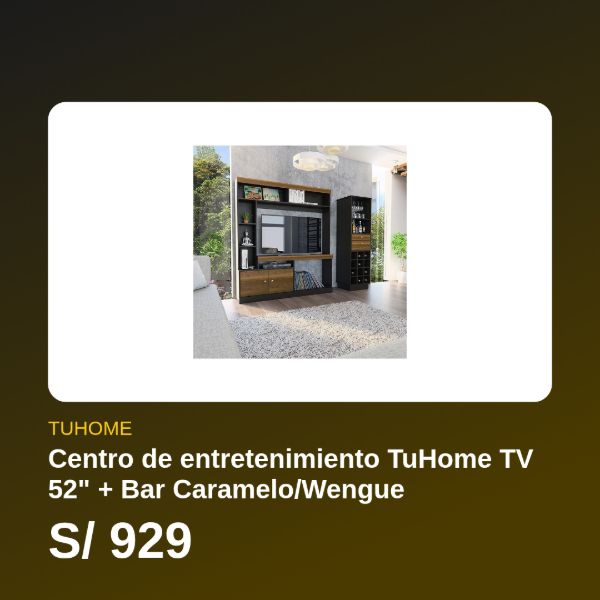 TUHOME
Centro de entretenimiento TuHome TV
52" + Bar Caramelo/Wengue
S/ 929